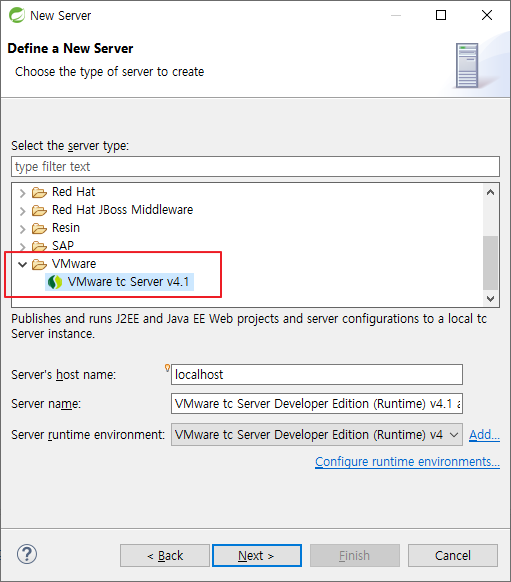 New Server
Define a New Server
Choose the type of server to create
Select the server type:
type filter text
Red Hat
Red Hat JBoss Middleware
Resin
SAP
VMware
VMware tc Server v4.1
Publishes and runs J2EE and Java EE Web projects and server configurations to a local tc
Server instance.
Server's host name: localhost
Server name: VMware tc Server Developer Edition (Runtime) v4.1 a
Server runtime environment: VMware tc Server Developer Edition (Runtime) v4 Add...
Configure runtime environments...
? < Back Next > Finish Cancel